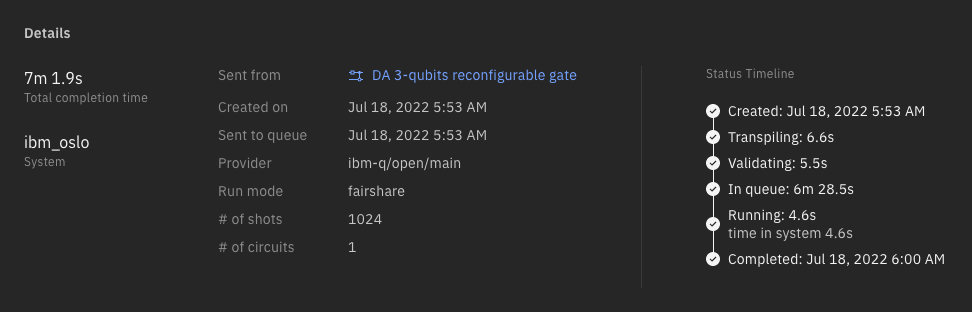 Details
7m 1.9s
Total completion time
ibm_oslo
System
Sent from DA 3-qubits reconfigurable gate
Created on Jul 18, 2022 5:53 AM
Sent to queue Jul 18, 2022 5:53 AM
Provider ibm-q/open/main
Run mode fairshare
# of shots 1024
# of circuits 1
Status Timeline
Created: Jul 18, 2022 5:53 AM
Transpiling: 6.6s
Validating: 5.5s
In queue: 6m 28.5s
Running: 4.6s
time in system 4.6s
Completed: Jul 18, 2022 6:00 AM